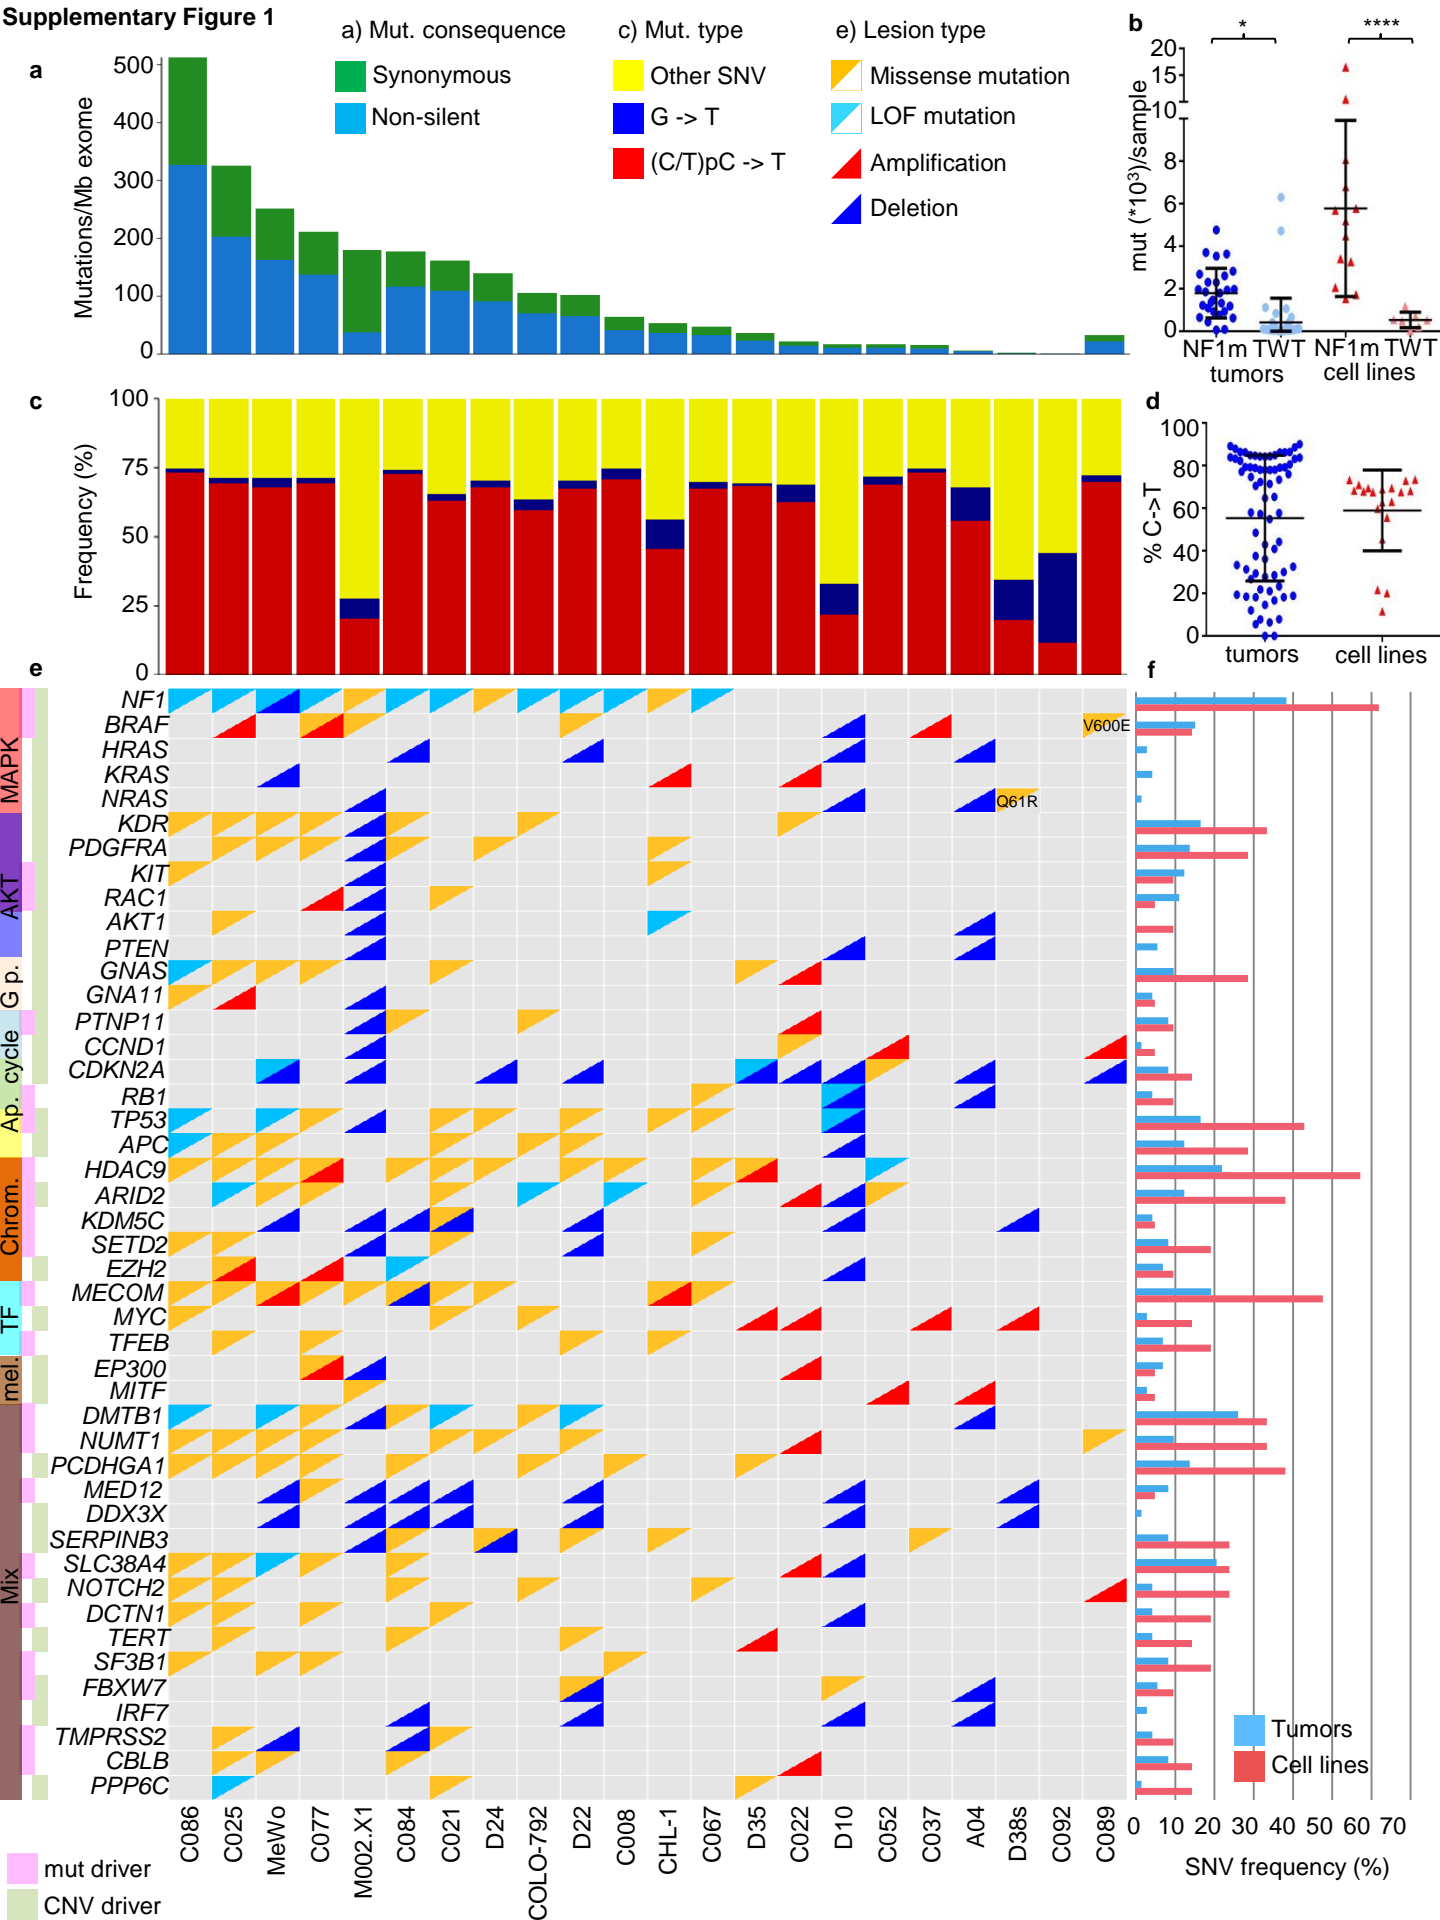 Supplementary Figure 1
a) Mut. consequence
Synonymous
Non-silent
c) Mut. type
Other SNV
G -> T
(C/T)pC -> T
e) Lesion type
Missense mutation
LOF mutation
Amplification
Deletion
a
Mutations/Mb exome
500
400
300
200
100
0
b
* ****
mut (*10³)/sample
20
15
10
8
6
4
2
0
NF1m TWT NF1m TWT
tumors cell lines
c
Frequency (%)
100
75
50
25
0
d
% C->T
100
80
60
40
20
0
tumors cell lines
e
MAPK
AKT
G p.
cycle
Ap.
Chrom.
TF
mel.
Mix
NF1
BRAF V600E
HRAS
KRAS
NRAS Q61R
KDR
PDGFRA
KIT
RAC1
AKT1
PTEN
GNAS
GNA11
PTNP11
CCND1
CDKN2A
RB1
TP53
APC
HDAC9
ARID2
KDM5C
SETD2
EZH2
MECOM
MYC
TFEB
EP300
MITF
DMTB1
NUMT1
PCDHGA1
MED12
DDX3X
SERPINB3
SLC38A4
NOTCH2
DCTN1
TERT
SF3B1
FBXW7
IRF7
TMPRSS2
CBLB
PPP6C
C086 C025 MeWo C077 M002.X1 C084 C021 D24 COLO-792 D22 C008 CHL-1 C067 D35 C022 D10 C052 C037 A04 D38s C092 C089
mut driver
CNV driver
f
Tumors
Cell lines
0 10 20 30 40 50 60 70
SNV frequency (%)